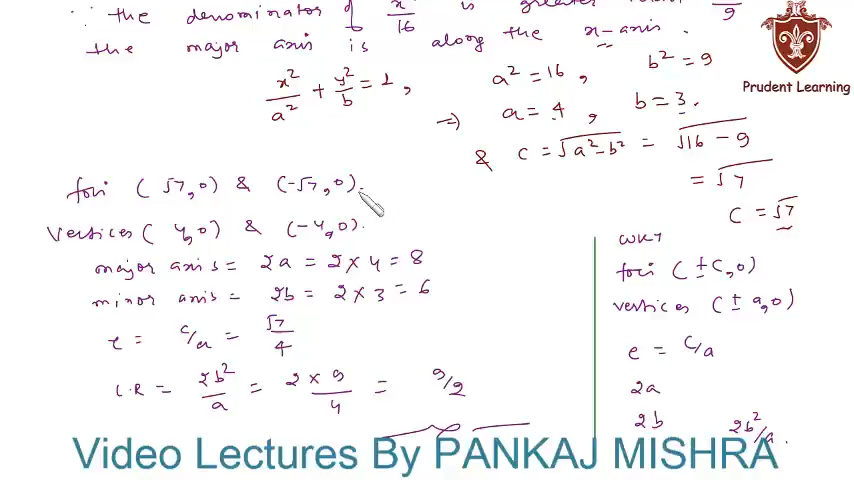 ∵ the denominator of x²/16 is greater than /9
the major axis is along the x-axis.
x²/a² + y²/b = 1, a² = 16, b² = 9
⇒ a = 4, b = 3.
& c = √a²-b² = √16-9
= √7
c = √7
Prudent Learning
foci (√7,0) & (-√7,0).
Vertices (4,0) & (-4,0).
major axis = 2a = 2×4 = 8
minor axis = 2b = 2×3 = 6
e = c/a = √7/4
L.R = 2b²/a = 2×9/4 = 9/2
WKT
foci (±c,0)
vertices (±a,0)
e = c/a
2a
2b 2b²/a.
Video Lectures By PANKAJ MISHRA